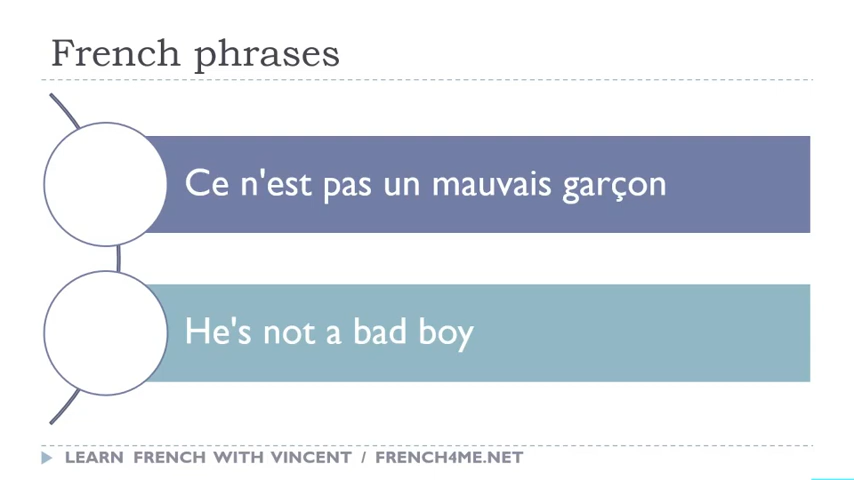 French phrases
Ce n'est pas un mauvais garçon
He's not a bad boy
LEARN FRENCH WITH VINCENT / FRENCH4ME.NET